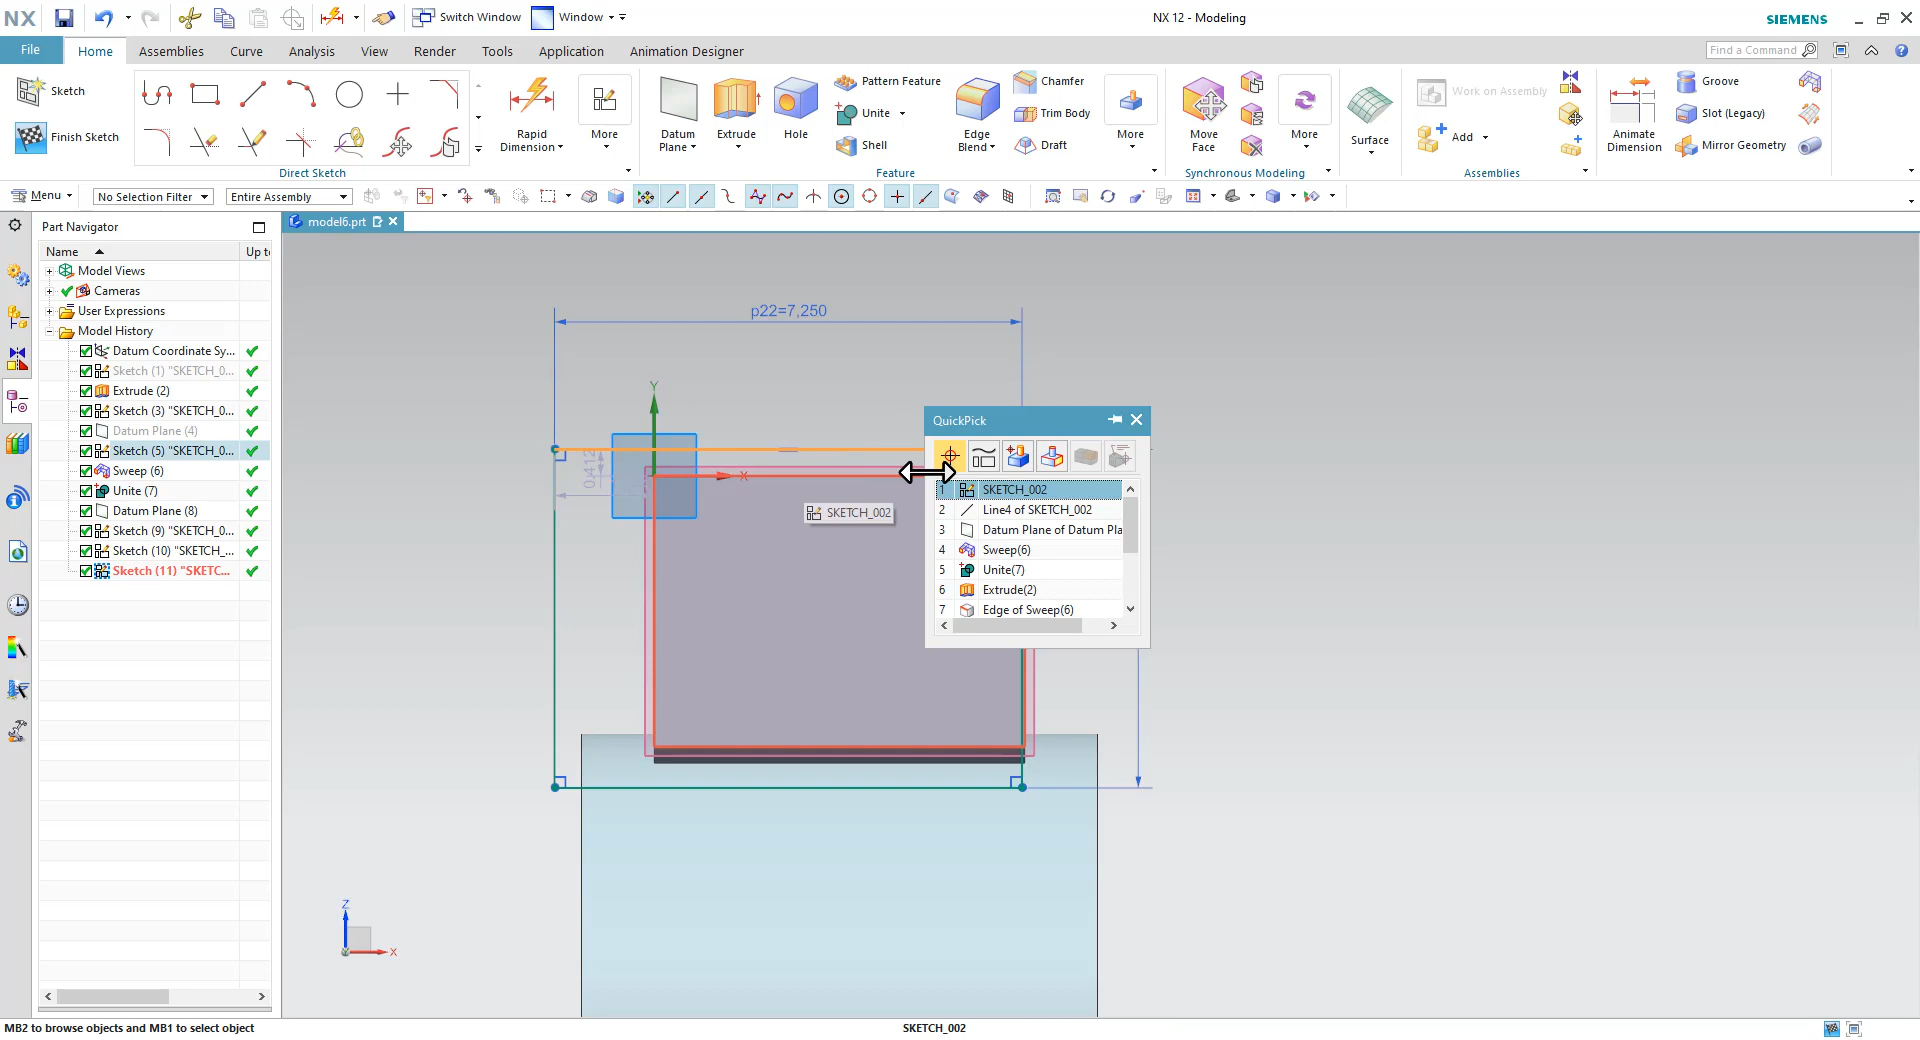 NX
Switch Window
Window
NX 12 - Modeling
SIEMENS
File
Home
Assemblies
Curve
Analysis
View
Render
Tools
Application
Animation Designer
Find a Command
Sketch
Finish Sketch
Direct Sketch
Rapid
Dimension
More
Datum
Plane
Extrude
Hole
Pattern Feature
Unite
Shell
Edge
Blend
Chamfer
Trim Body
Draft
More
Feature
Move
Face
More
Synchronous Modeling
Surface
Work on Assembly
Add
Assemblies
Animate
Dimension
Groove
Slot (Legacy)
Mirror Geometry
Menu
No Selection Filter
Entire Assembly
Part Navigator
model6.prt
Name
Up t
Model Views
Cameras
User Expressions
Model History
Datum Coordinate Sy...
Sketch (1) "SKETCH_0...
Extrude (2)
Sketch (3) "SKETCH_0...
Datum Plane (4)
Sketch (5) "SKETCH_0...
Sweep (6)
Unite (7)
Datum Plane (8)
Sketch (9) "SKETCH_0...
Sketch (10) "SKETCH_...
Sketch (11) "SKETC...
p22=7,250
Y
X
0,412
SKETCH_002
QuickPick
1 SKETCH_002
2 Line4 of SKETCH_002
3 Datum Plane of Datum Pla
4 Sweep(6)
5 Unite(7)
6 Extrude(2)
7 Edge of Sweep(6)
Z
Y
X
MB2 to browse objects and MB1 to select object
SKETCH_002